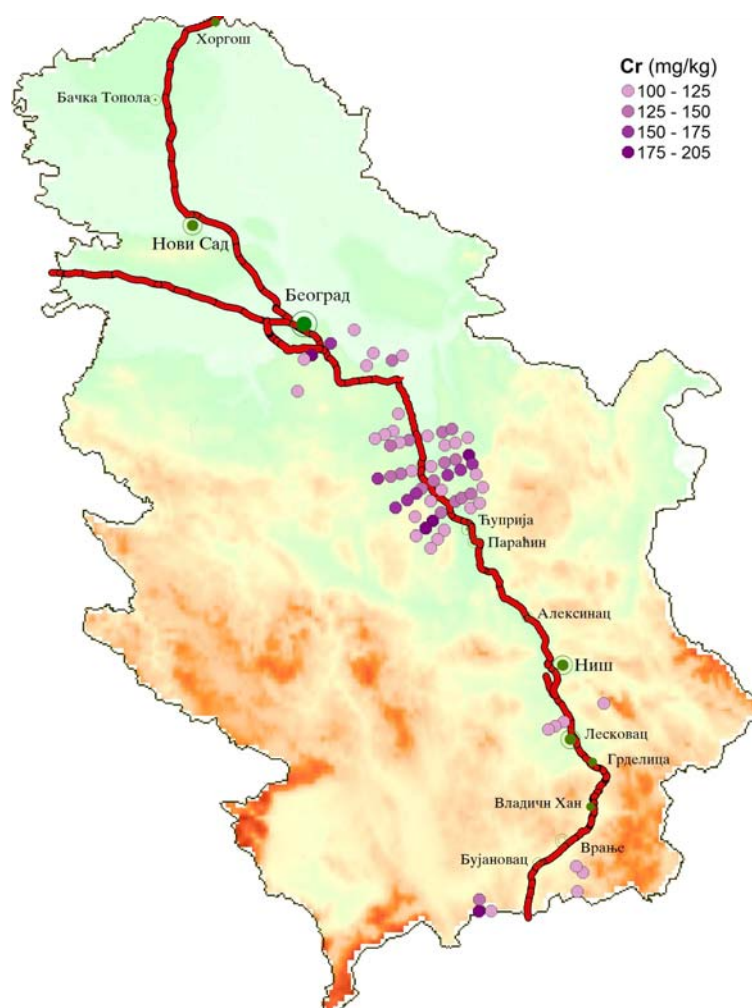 Хоргош
Cr (mg/kg)
100 - 125
125 - 150
150 - 175
175 - 205
Бачка Топола
Нови Сад
Београд
Ћуприја
Параћин
Алексинац
Ниш
Лесковац
Грделица
Владичн Хан
Врање
Бујановац